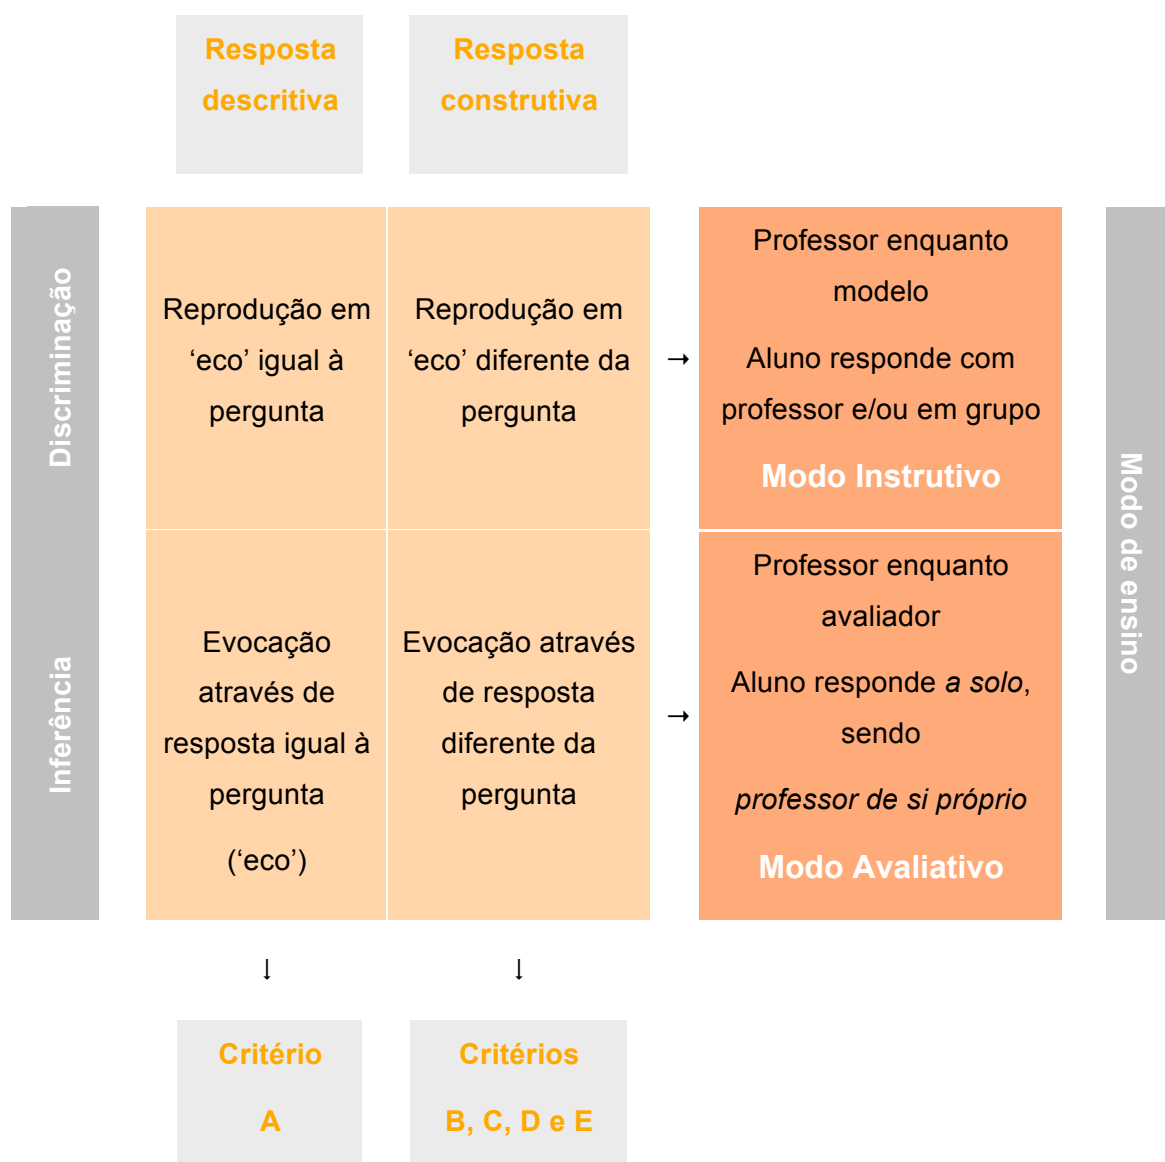 Resposta
descritiva
Resposta
construtiva
Discriminação
Reprodução em
‘eco’ igual à
pergunta
Reprodução em
‘eco’ diferente da
pergunta
→
Professor enquanto
modelo
Aluno responde com
professor e/ou em grupo
Modo Instrutivo
Modo de ensino
Inferência
Evocação
através de
resposta igual à
pergunta
(‘eco’)
Evocação através
de resposta
diferente da
pergunta
→
Professor enquanto
avaliador
Aluno responde a solo,
sendo
professor de si próprio
Modo Avaliativo
↓
↓
Critério
A
Critérios
B, C, D e E